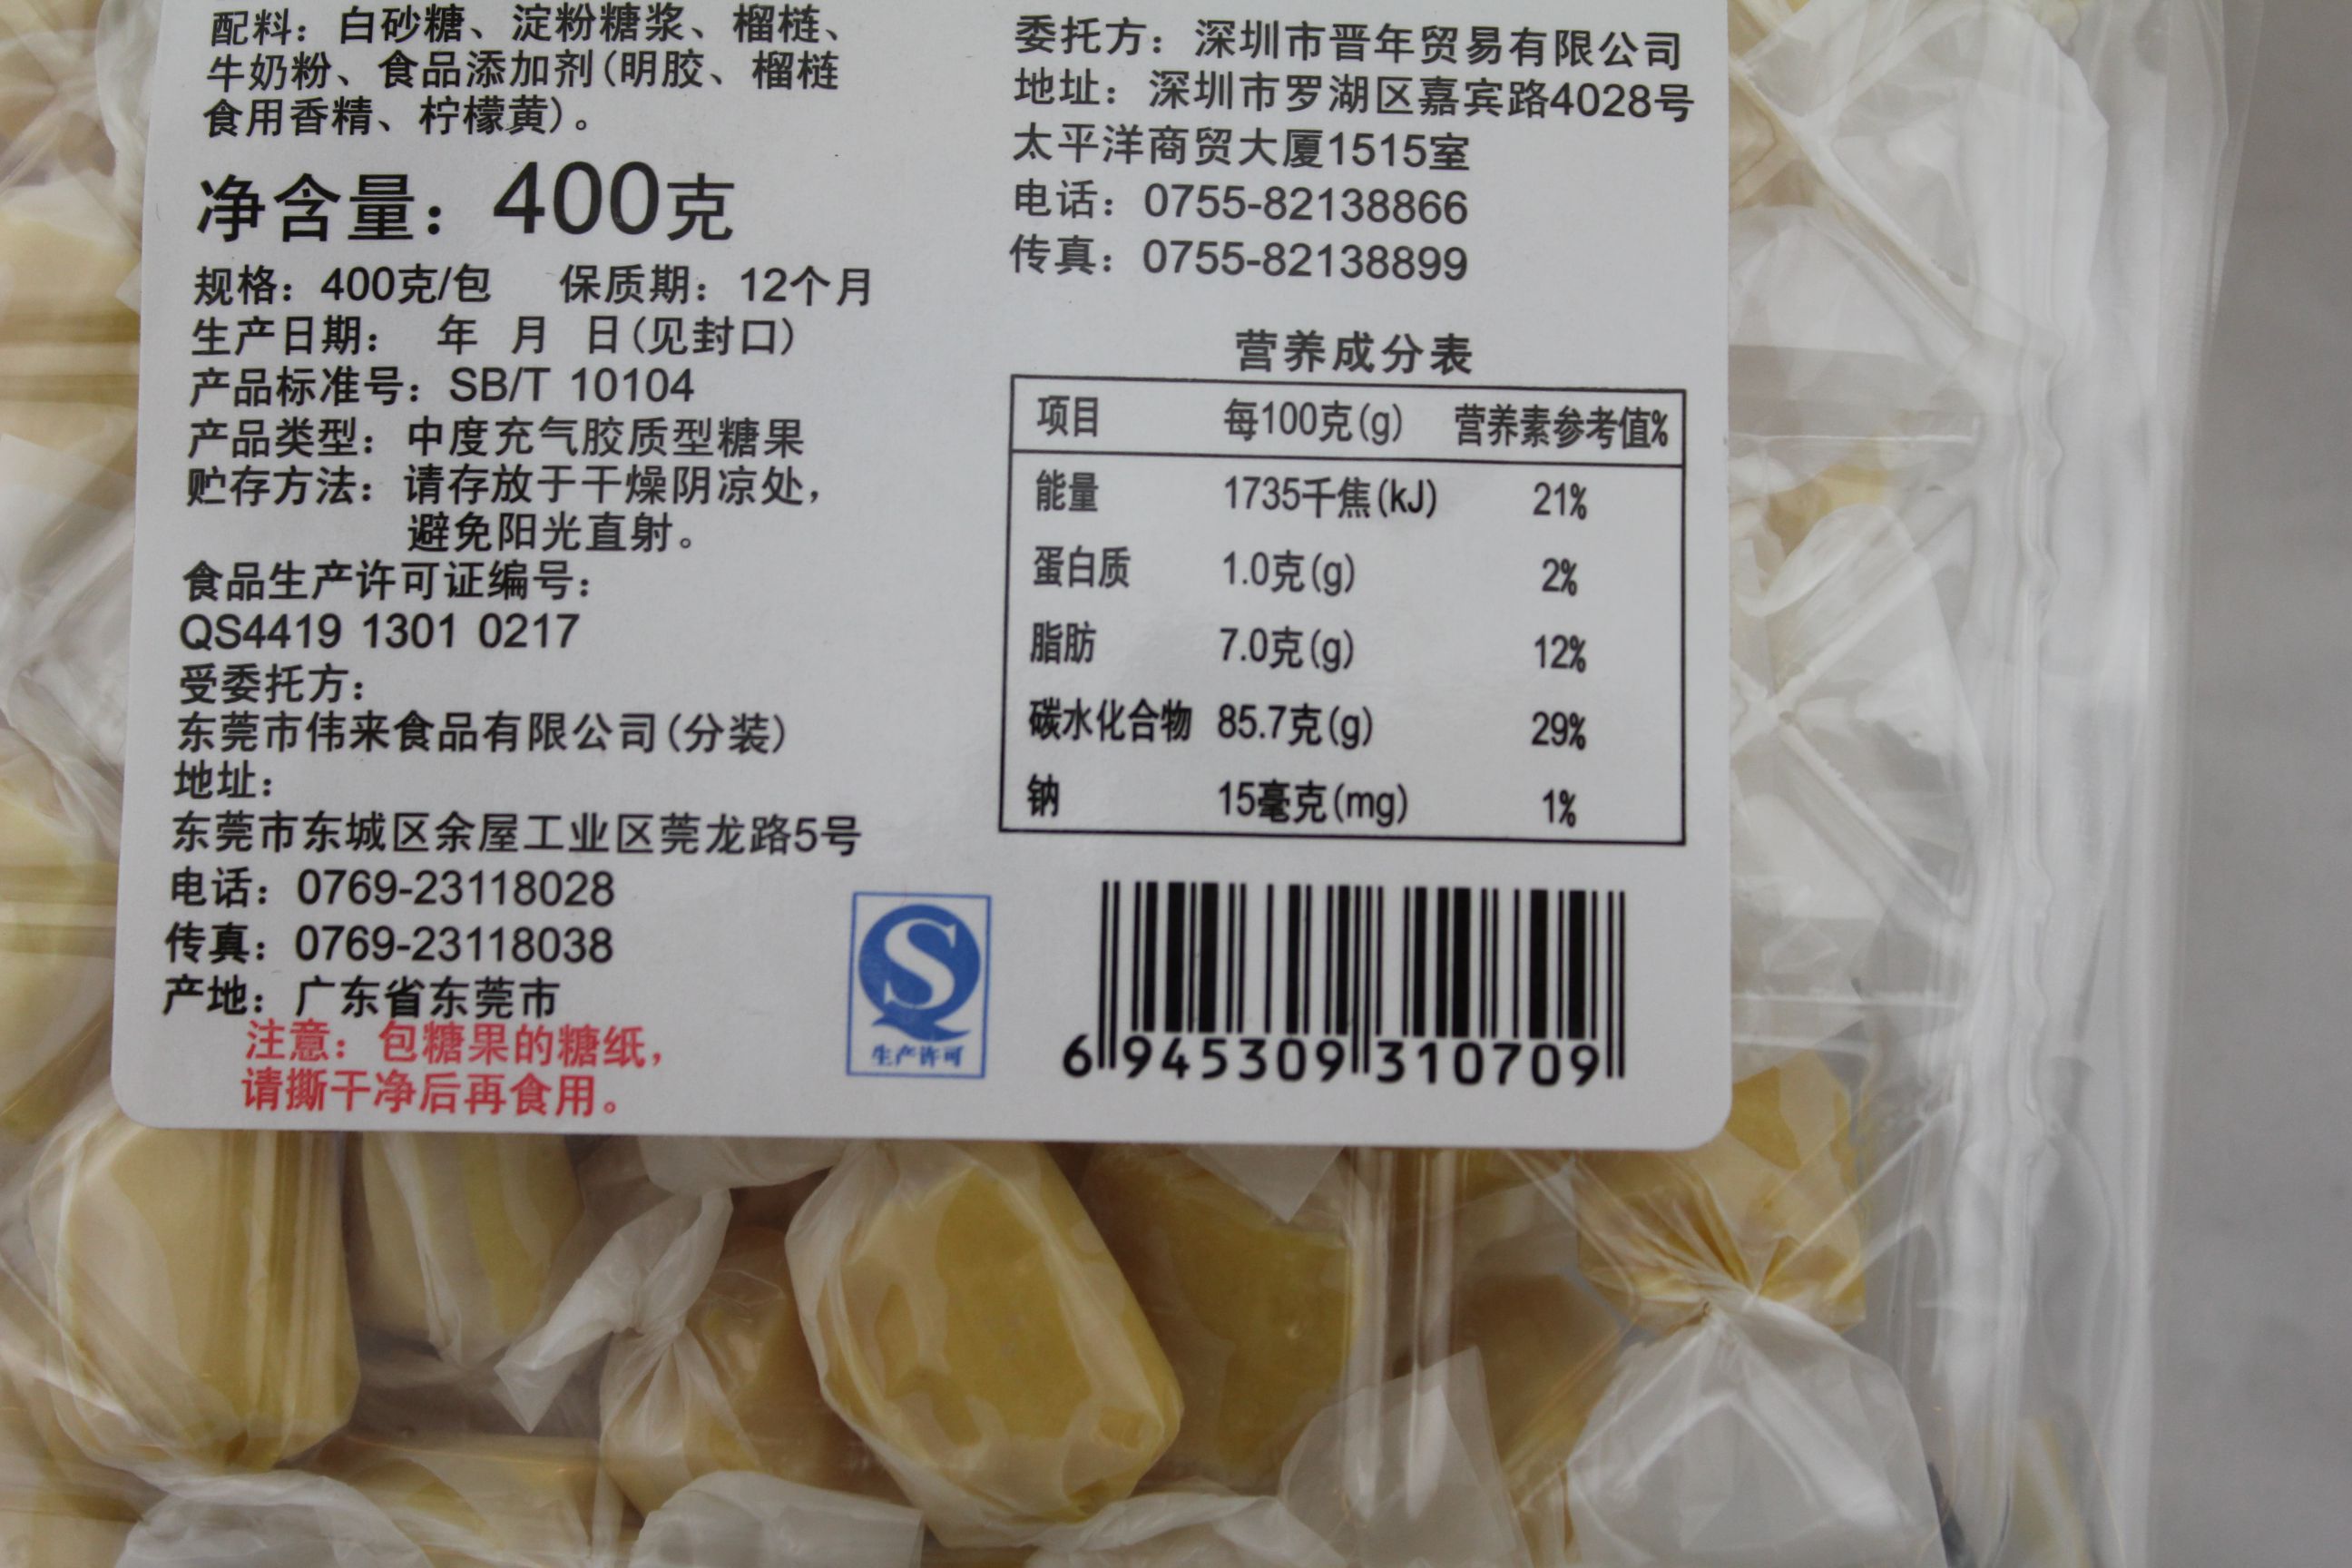 配料：白砂糖、淀粉糖浆、榴梿、
牛奶粉、食品添加剂(明胶、榴梿
食用香精、柠檬黄)。
净含量：400克
规格：400克/包 保质期：12个月
生产日期： 年 月 日(见封口)
产品标准号：SB/T 10104
产品类型：中度充气胶质型糖果
贮存方法：请存放于干燥阴凉处，
避免阳光直射。
食品生产许可证编号：
QS4419 1301 0217
受委托方：
东莞市伟来食品有限公司(分装)
地址：
东莞市东城区余屋工业区莞龙路5号
电话：0769-23118028
传真：0769-23118038
产地：广东省东莞市
注意：包糖果的糖纸，
请撕干净后再食用。
委托方：深圳市晋年贸易有限公司
地址：深圳市罗湖区嘉宾路4028号
太平洋商贸大厦1515室
电话：0755-82138866
传真：0755-82138899
营养成分表
项目 每100克(g) 营养素参考值%
能量 1735千焦(kJ) 21%
蛋白质 1.0克(g) 2%
脂肪 7.0克(g) 12%
碳水化合物 85.7克(g) 29%
钠 15毫克(mg) 1%
生产许可
6 945309 310709